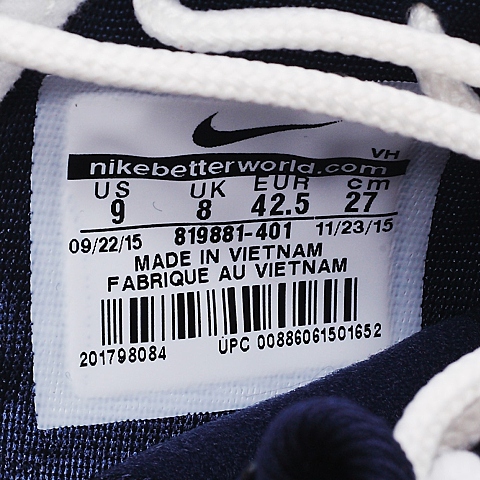 VH
nikebetterworld.com
US UK EUR cm
9 8 42.5 27
09/22/15 819881-401 11/23/15
MADE IN VIETNAM
FABRIQUE AU VIETNAM
201798084 UPC 00886061501652